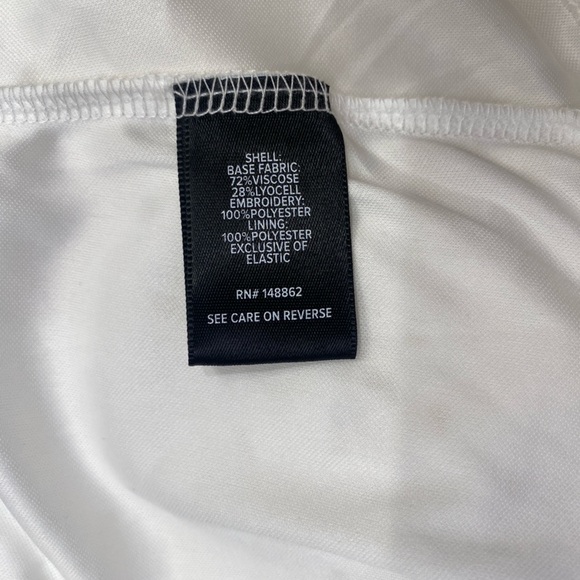 SHELL:
BASE FABRIC:
72%VISCOSE
28%LYOCELL
EMBROIDERY:
100%POLYESTER
LINING:
100%POLYESTER
EXCLUSIVE OF
ELASTIC
RN# 148862
SEE CARE ON REVERSE